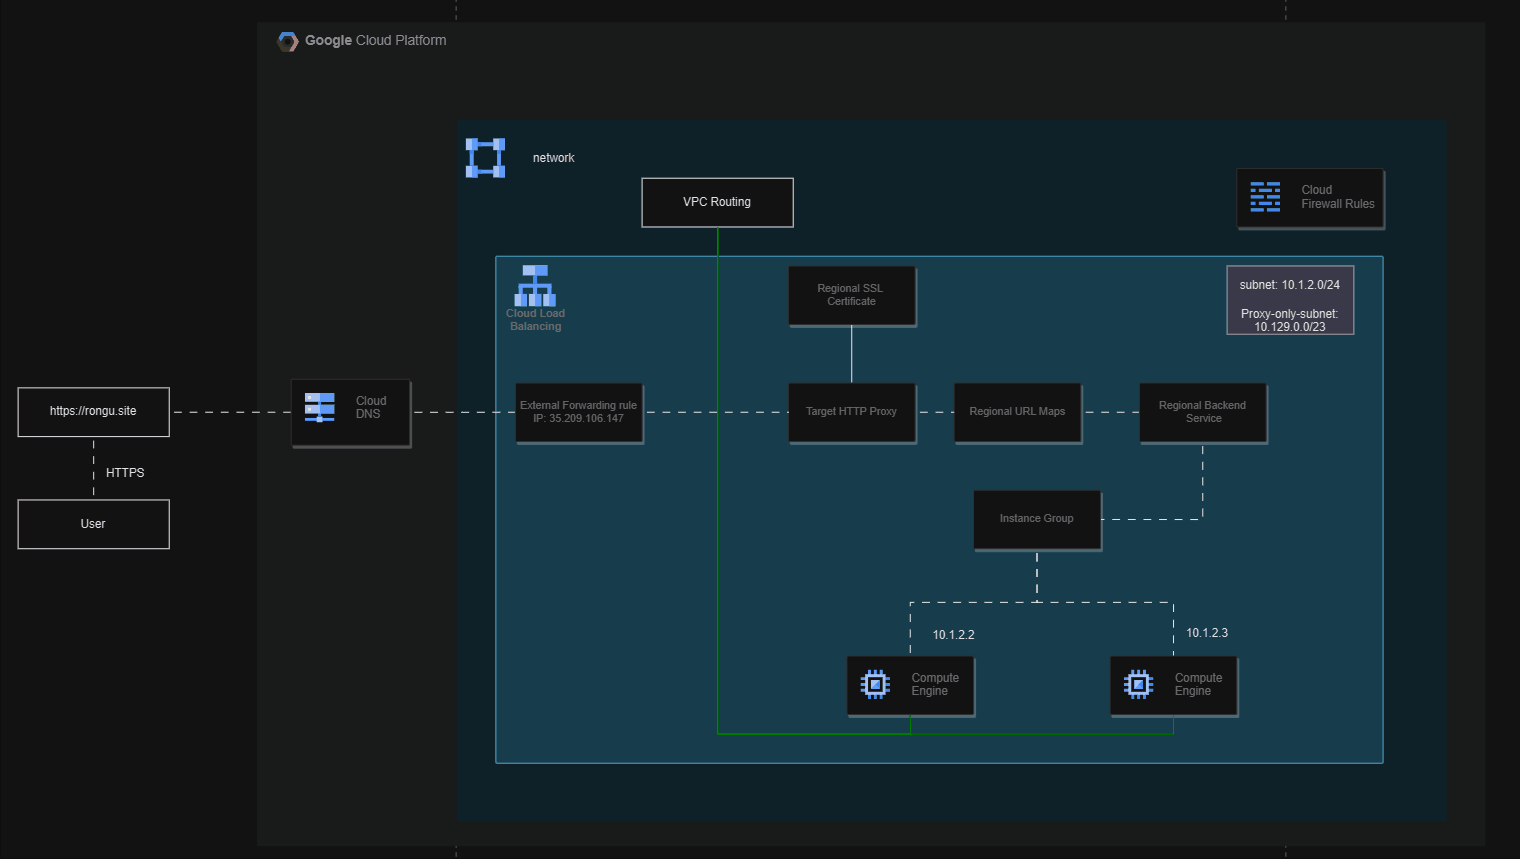 Google Cloud Platform
network
VPC Routing
Cloud
Firewall Rules
Cloud Load
Balancing
Regional SSL
Certificate
subnet: 10.1.2.0/24
Proxy-only-subnet:
10.129.0.0/23
https://rongu.site
Cloud
DNS
External Forwarding rule
IP: 35.209.106.147
Target HTTP Proxy
Regional URL Maps
Regional Backend
Service
HTTPS
User
Instance Group
10.1.2.2
10.1.2.3
Compute
Engine
Compute
Engine